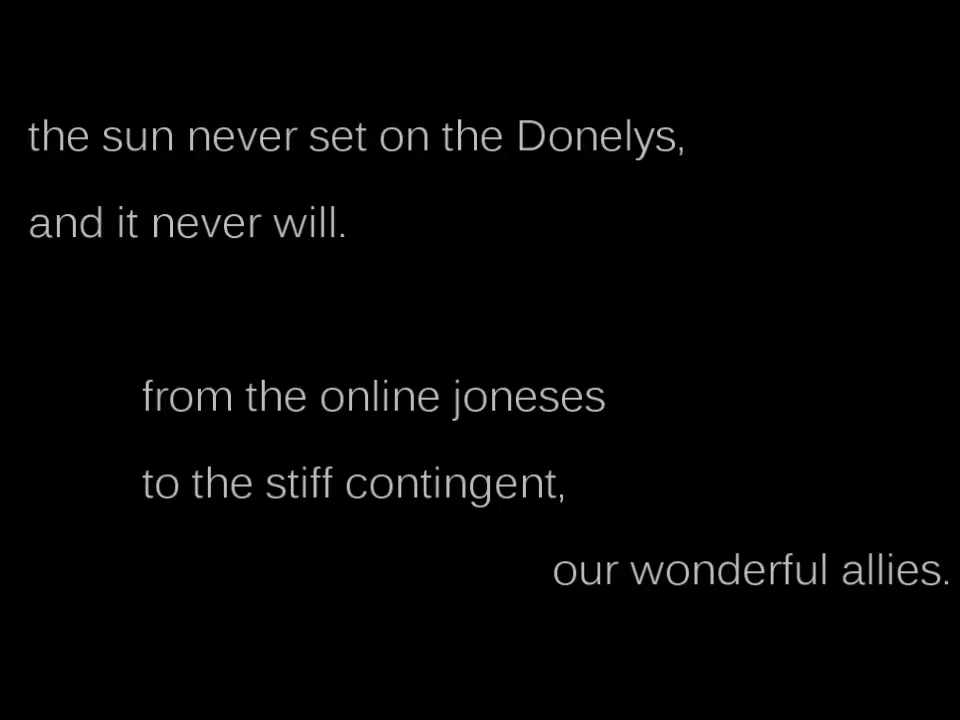 the sun never set on the Donelys,
and it never will.
from the online joneses
to the stiff contingent,
our wonderful allies.